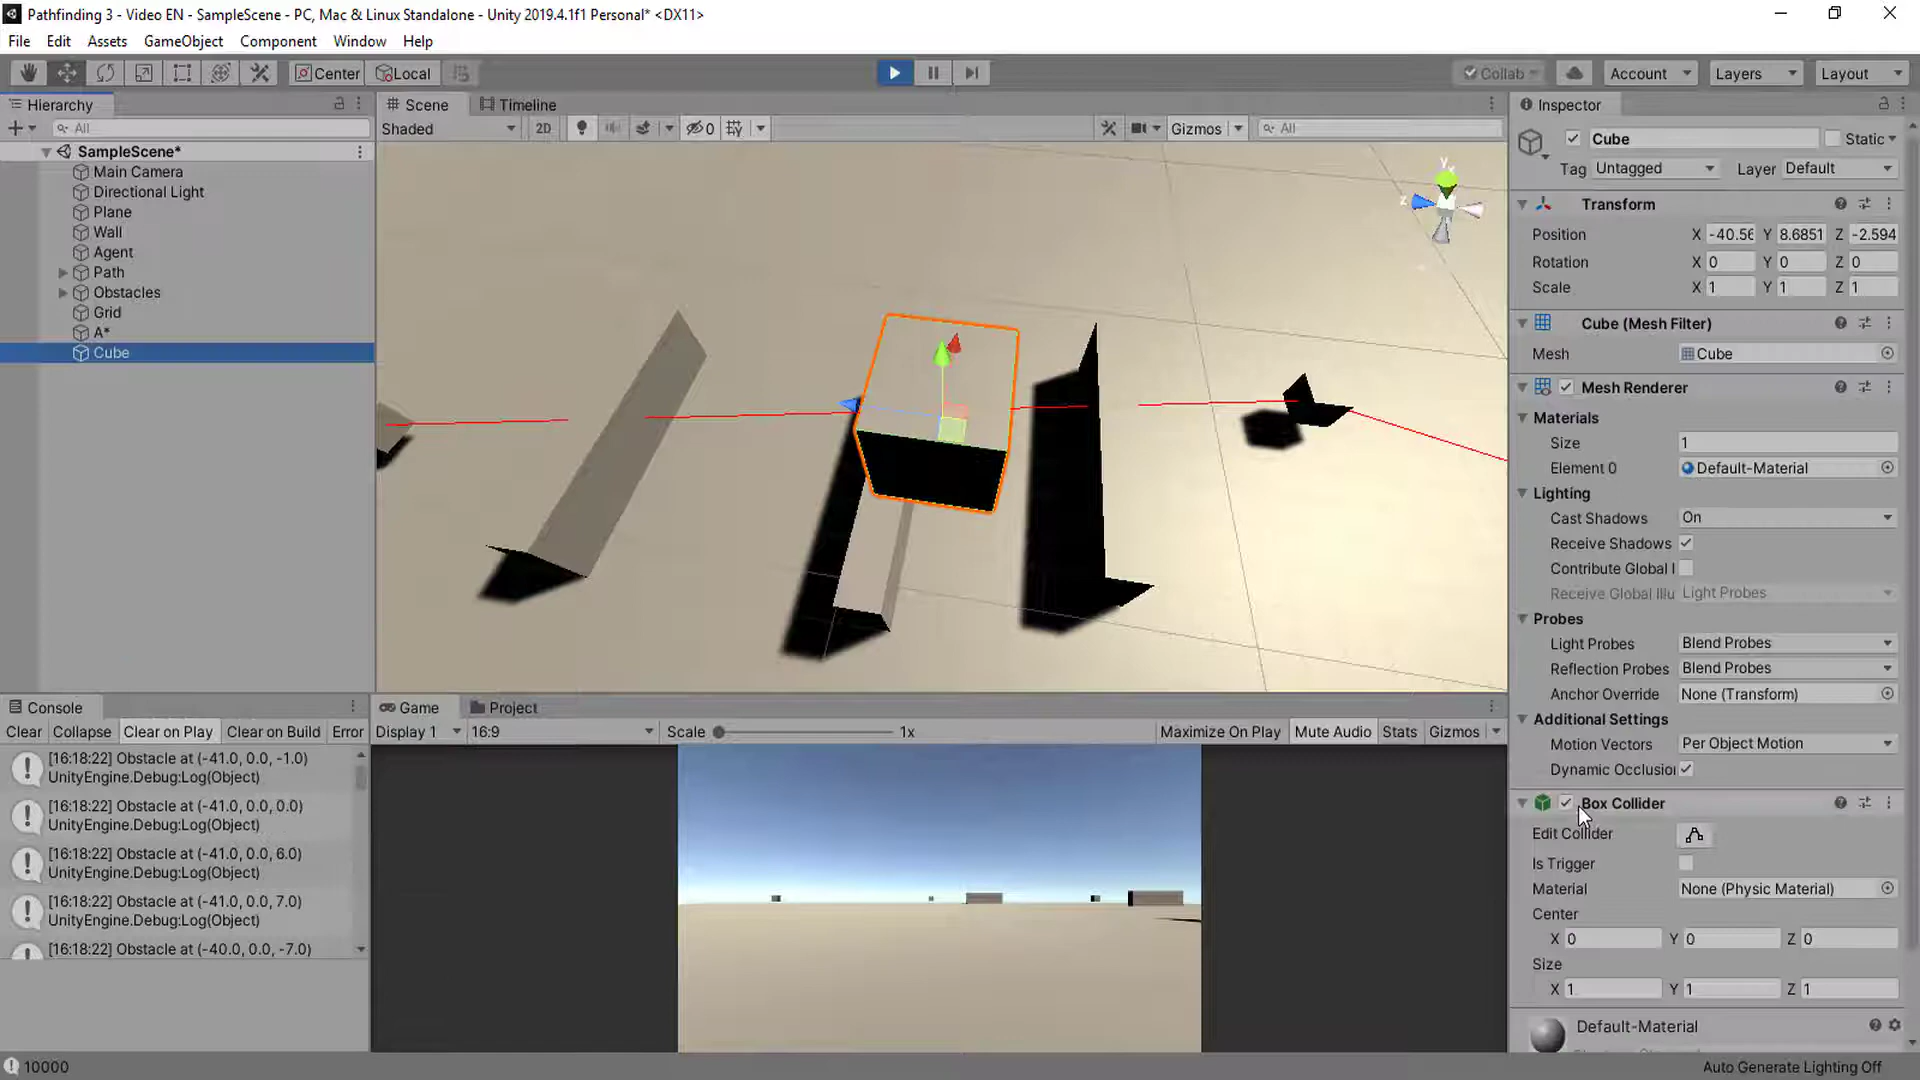 Pathfinding 3 - Video EN - SampleScene - PC, Mac & Linux Standalone - Unity 2019.4.1f1 Personal* <DX11>
File Edit Assets GameObject Component Window Help
Center Local Collab Account Layers Layout
Hierarchy
All
SampleScene*
Main Camera
Directional Light
Plane
Wall
Agent
Path
Obstacles
Grid
A*
Cube
Scene Timeline
Shaded 2D 0 Gizmos All
y
z
Inspector
Cube Static
Tag Untagged Layer Default
Transform
Position X -40.56 Y 8.6851 Z -2.594
Rotation X 0 Y 0 Z 0
Scale X 1 Y 1 Z 1
Cube (Mesh Filter)
Mesh Cube
Mesh Renderer
Materials
Size 1
Element 0 Default-Material
Lighting
Cast Shadows On
Receive Shadows
Contribute Global I
Receive Global Illu Light Probes
Probes
Light Probes Blend Probes
Reflection Probes Blend Probes
Anchor Override None (Transform)
Additional Settings
Motion Vectors Per Object Motion
Dynamic Occlusion
Box Collider
Edit Collider
Is Trigger
Material None (Physic Material)
Center
X 0 Y 0 Z 0
Size
X 1 Y 1 Z 1
Default-Material
Console
Clear Collapse Clear on Play Clear on Build Error
[16:18:22] Obstacle at (-41.0, 0.0, -1.0)
UnityEngine.Debug:Log(Object)
[16:18:22] Obstacle at (-41.0, 0.0, 0.0)
UnityEngine.Debug:Log(Object)
[16:18:22] Obstacle at (-41.0, 0.0, 6.0)
UnityEngine.Debug:Log(Object)
[16:18:22] Obstacle at (-41.0, 0.0, 7.0)
UnityEngine.Debug:Log(Object)
[16:18:22] Obstacle at (-40.0, 0.0, -7.0)
Game Project
Display 1 16:9 Scale 1x Maximize On Play Mute Audio Stats Gizmos
10000
Auto Generate Lighting Off